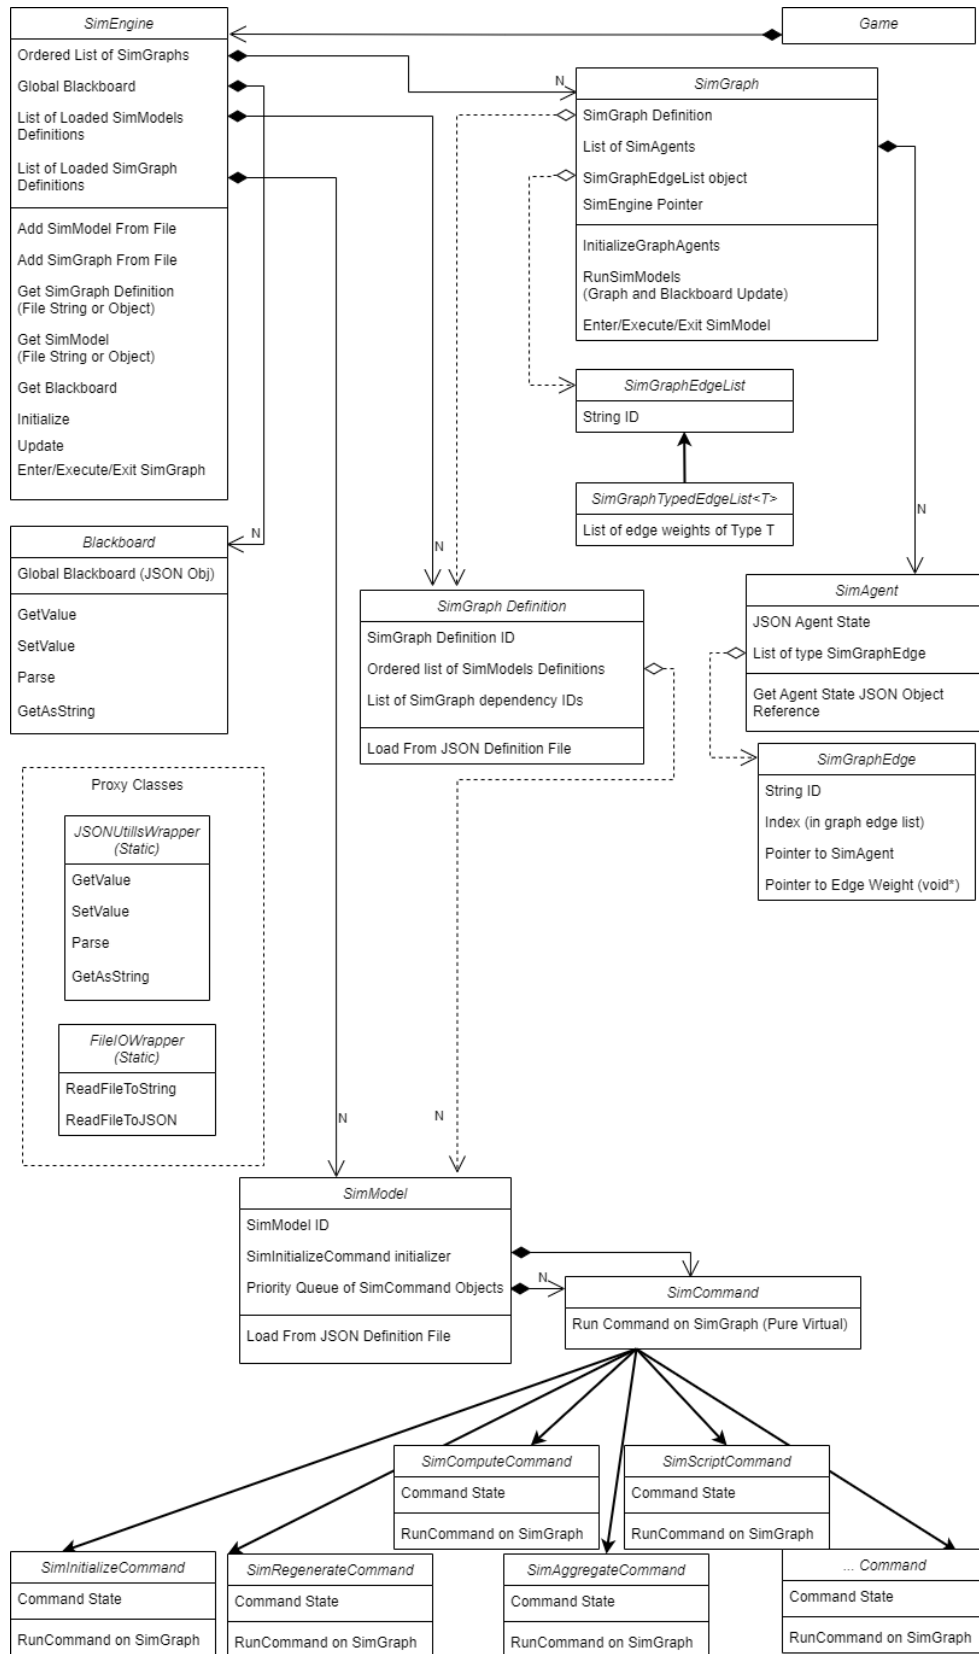 SimEngine
Ordered List of SimGraphs
Global Blackboard
List of Loaded SimModels
Definitions
List of Loaded SimGraph
Definitions
Add SimModel From File
Add SimGraph From File
Get SimGraph Definition
(File String or Object)
Get SimModel
(File String or Object)
Get Blackboard
Initialize
Update
Enter/Execute/Exit SimGraph
Game
N
SimGraph
SimGraph Definition
List of SimAgents
SimGraphEdgeList object
SimEngine Pointer
InitializeGraphAgents
RunSimModels
(Graph and Blackboard Update)
Enter/Execute/Exit SimModel
SimGraphEdgeList
String ID
SimGraphTypedEdgeList<T>
List of edge weights of Type T
N
N
N
Blackboard
Global Blackboard (JSON Obj)
GetValue
SetValue
Parse
GetAsString
SimGraph Definition
SimGraph Definition ID
Ordered list of SimModels Definitions
List of SimGraph dependency IDs
Load From JSON Definition File
SimAgent
JSON Agent State
List of type SimGraphEdge
Get Agent State JSON Object
Reference
SimGraphEdge
String ID
Index (in graph edge list)
Pointer to SimAgent
Pointer to Edge Weight (void*)
Proxy Classes
JSONUtillsWrapper
(Static)
GetValue
SetValue
Parse
GetAsString
FileIOWrapper
(Static)
ReadFileToString
ReadFileToJSON
N
N
SimModel
SimModel ID
SimInitializeCommand initializer
Priority Queue of SimCommand Objects
Load From JSON Definition File
N
SimCommand
Run Command on SimGraph (Pure Virtual)
SimComputeCommand
Command State
RunCommand on SimGraph
SimScriptCommand
Command State
RunCommand on SimGraph
SimInitializeCommand
Command State
RunCommand on SimGraph
SimRegenerateCommand
Command State
RunCommand on SimGraph
SimAggregateCommand
Command State
RunCommand on SimGraph
... Command
Command State
RunCommand on SimGraph